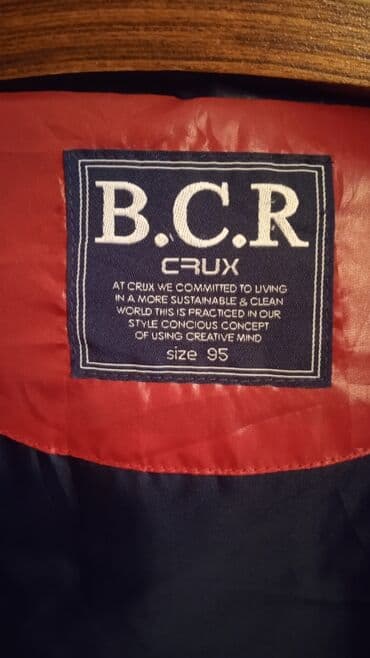 B.C.R
CRUX
AT CRUX WE COMMITTED TO LIVING
IN A MORE SUSTAINABLE & CLEAN
WORLD THIS IS PRACTICED IN OUR
STYLE CONCIOUS CONCEPT
OF USING CREATIVE MIND
size 95